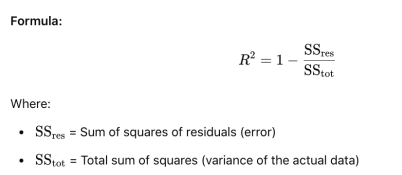 Formula:
R² = 1 − SS_res / SS_tot
Where:
• SS_res = Sum of squares of residuals (error)
• SS_tot = Total sum of squares (variance of the actual data)